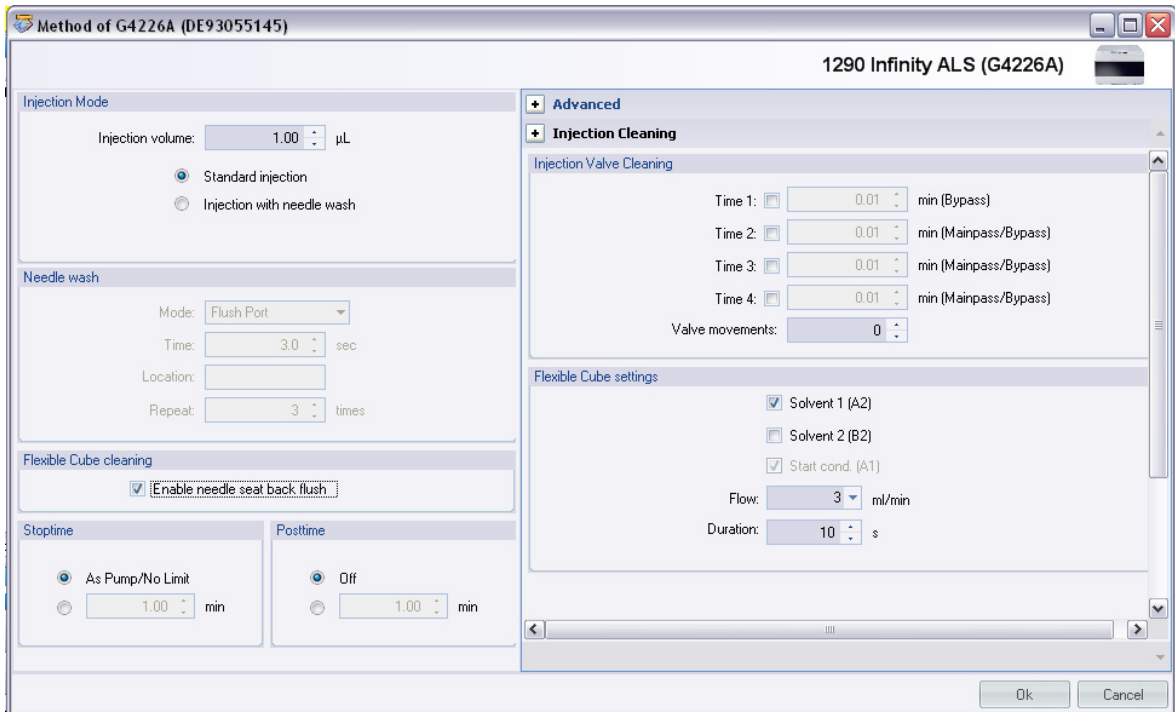 Method of G4226A (DE93055145)
1290 Infinity ALS (G4226A)
Injection Mode
Injection volume: 1.00 µL
Standard injection
Injection with needle wash
Needle wash
Mode: Flush Port
Time: 3.0 sec
Location:
Repeat: 3 times
Flexible Cube cleaning
Enable needle seat back flush
Stoptime
As Pump/No Limit
1.00 min
Posttime
Off
1.00 min
Advanced
Injection Cleaning
Injection Valve Cleaning
Time 1: 0.01 min (Bypass)
Time 2: 0.01 min (Mainpass/Bypass)
Time 3: 0.01 min (Mainpass/Bypass)
Time 4: 0.01 min (Mainpass/Bypass)
Valve movements: 0
Flexible Cube settings
Solvent 1 (A2)
Solvent 2 (B2)
Start cond. (A1)
Flow: 3 ml/min
Duration: 10 s
Ok Cancel